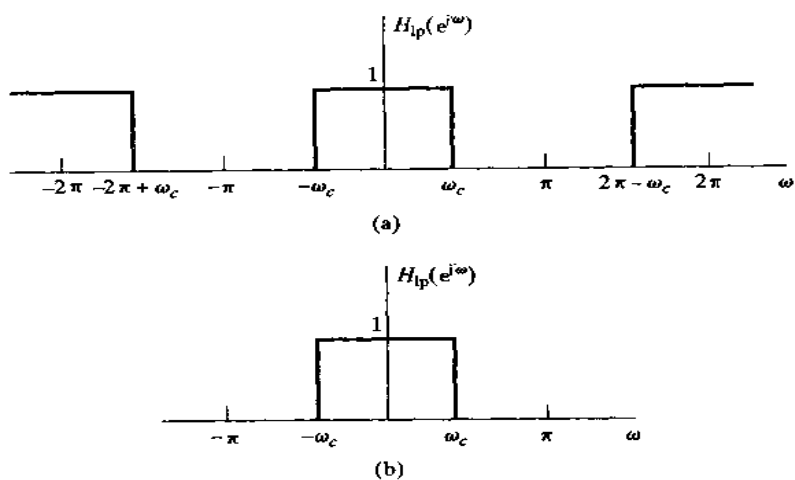 H_lp(e^jω)
1
−2π −2π + ω_c −π −ω_c ω_c π 2π − ω_c 2π ω
(a)
H_lp(e^jω)
1
−π −ω_c ω_c π ω
(b)